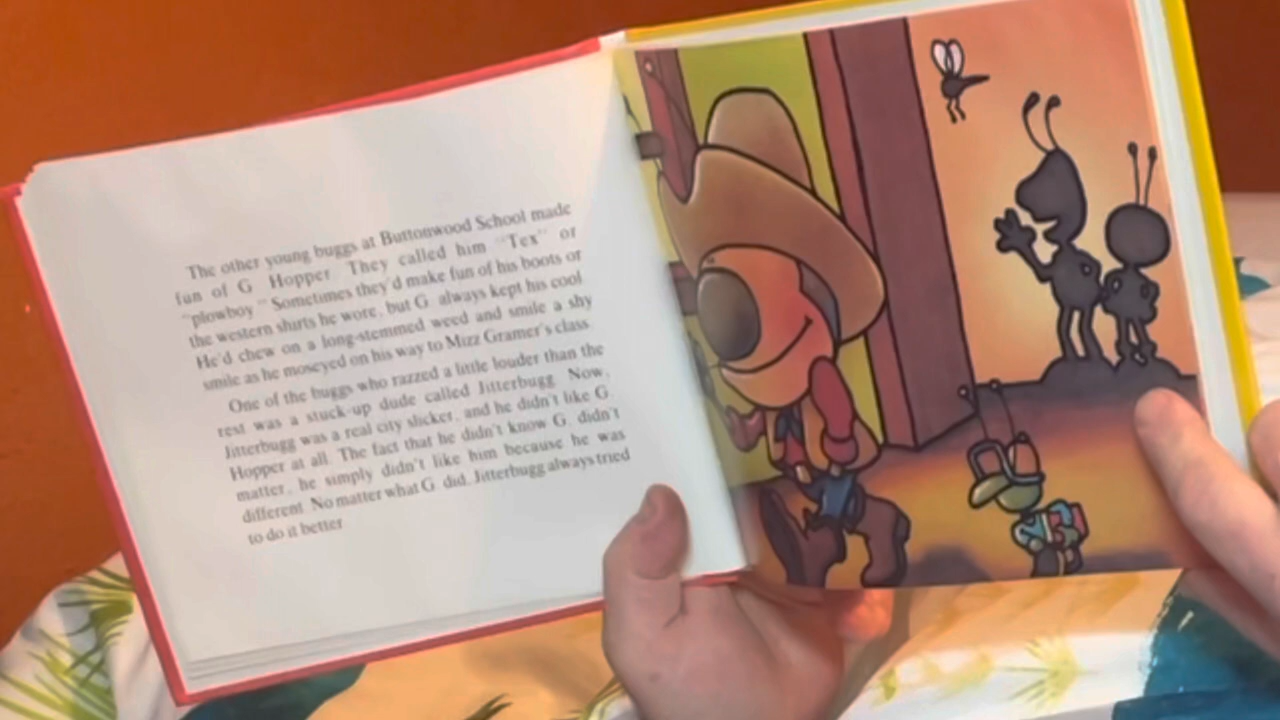 The other young buggs at Buttonwood School made
fun of G. Hopper. They called him "Tex" or
"plowboy." Sometimes they'd make fun of his boots or
the western shirts he wore, but G. always kept his cool.
He'd chew on a long-stemmed weed and smile a shy
smile as he moseyed on his way to Mizz Gramer's class.
One of the buggs who razzed a little louder than the
rest was a stuck-up dude called Jitterbugg. Now,
Jitterbugg was a real city slicker, and he didn't like G.
Hopper at all. The fact that he didn't know G. didn't
matter, he simply didn't like him because he was
different. No matter what G. did, Jitterbugg always tried
to do it better.